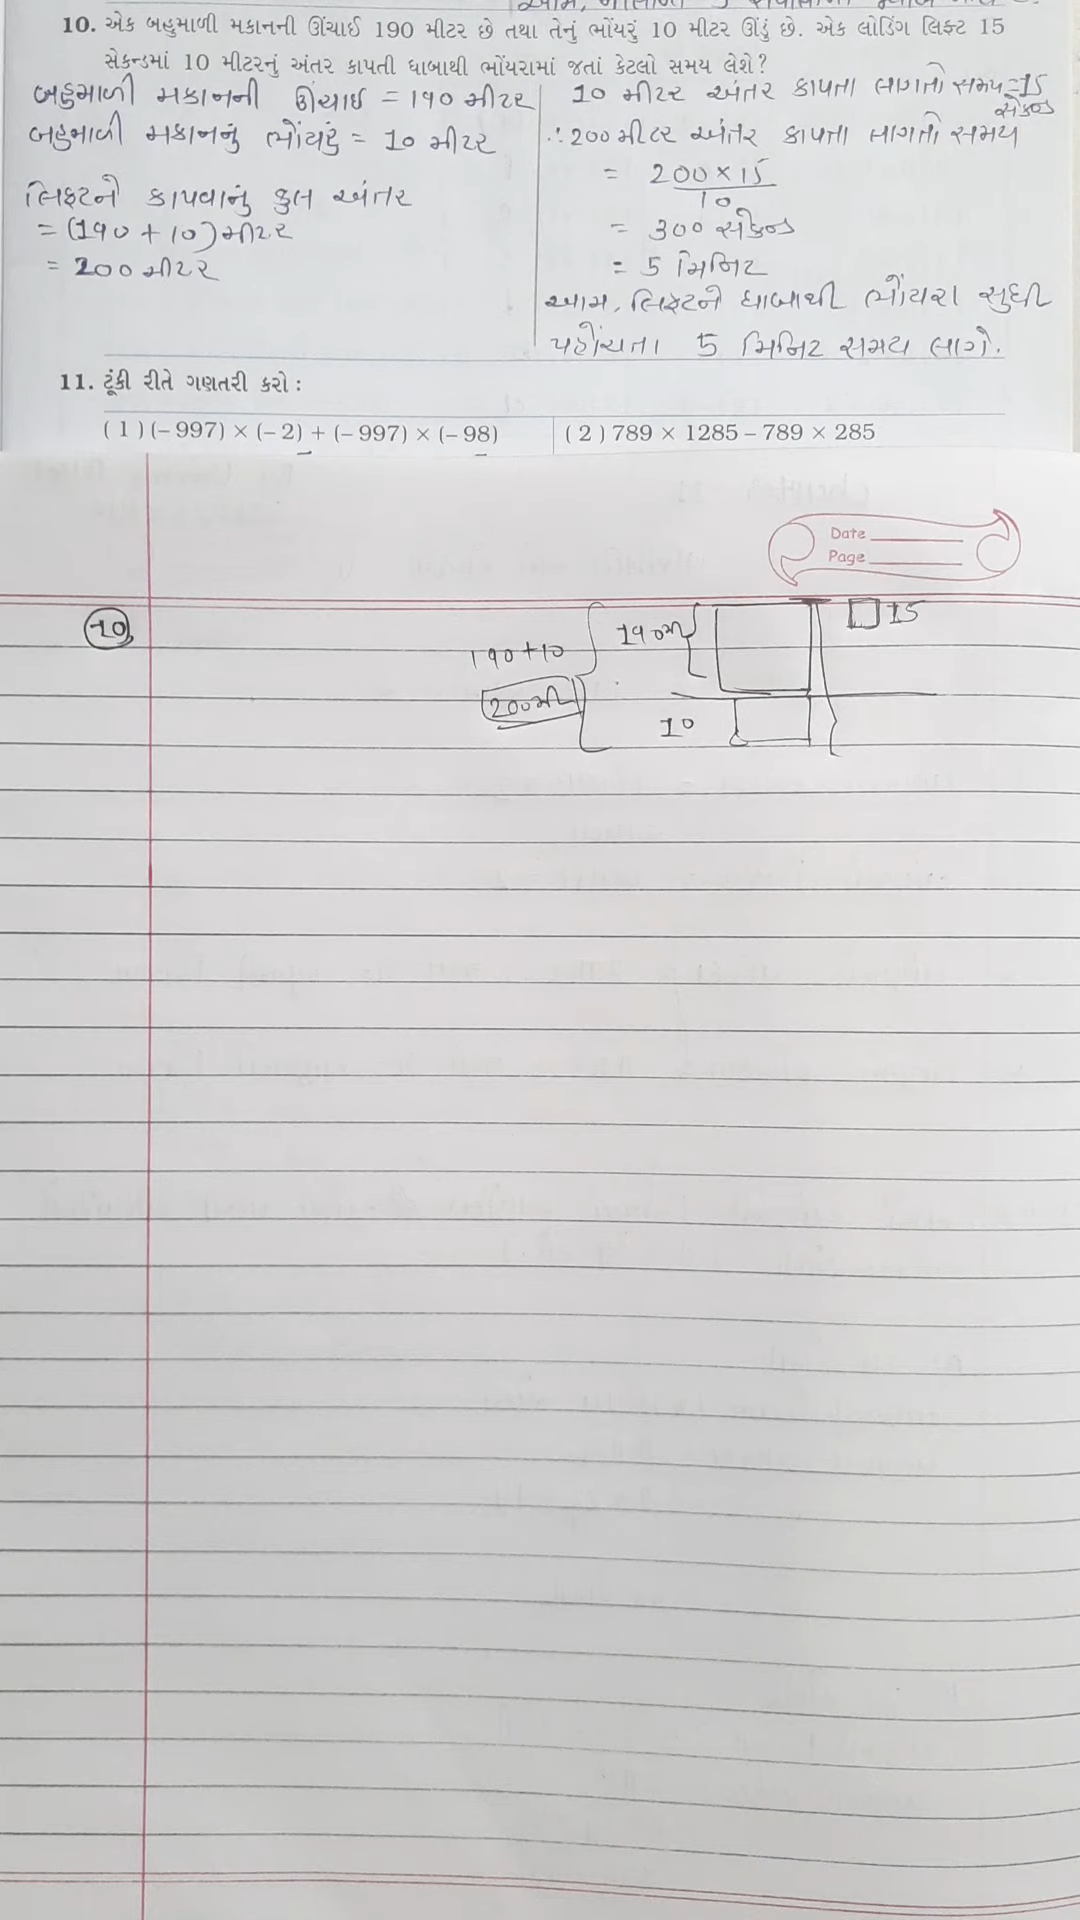 10. એક બહુમાળી મકાનની ઊંચાઈ 190 મીટર છે તથા તેનું ભોંયરું 10 મીટર ઊંડું છે. એક લોડિંગ લિફ્ટ 15
સેકન્ડમાં 10 મીટરનું અંતર કાપતી ધાબાથી ભોંયરામાં જતાં કેટલો સમય લેશે?
બહુમાળી મકાનની ઊંચાઈ = ૧૯૦ મીટર
બહુમાળી મકાનનું ભોંયરું = 10 મીટર
લિફ્ટને કાપવાનું કુલ અંતર
= (190 + 10) મીટર
= 200 મીટર
10 મીટર અંતર કાપતા લાગતો સમય = 15
સેકન્ડ
∴ 200 મીટર અંતર કાપતા લાગતો સમય
= 200 × 15
10
= 300 સેકન્ડ
= 5 મિનિટ
આમ, લિફ્ટને ધાબાથી ભોંયરા સુધી
પહોંચતા 5 મિનિટ સમય લાગે.
11. ટૂંકી રીતે ગણતરી કરો :
( 1 ) (– 997) × (– 2) + (– 997) × (– 98)
( 2 ) 789 × 1285 – 789 × 285
Date
Page
10
190મી
15
190 + 10
200મી
10